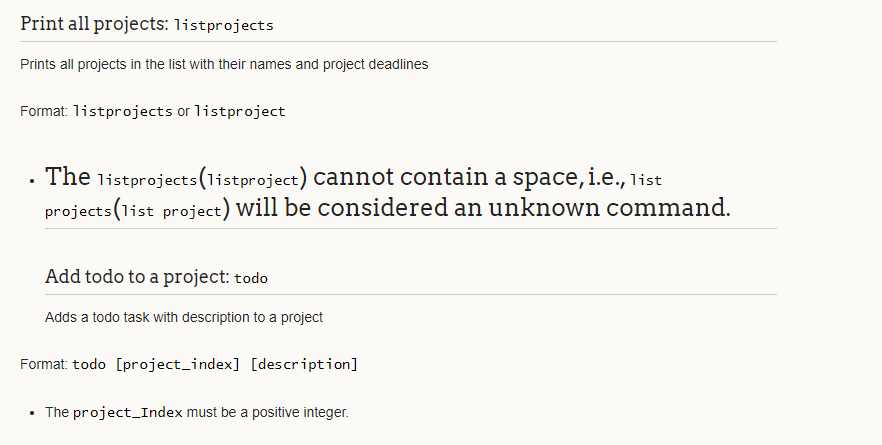 Print all projects: listprojects
Prints all projects in the list with their names and project deadlines
Format: listprojects or listproject
• The listprojects(listproject) cannot contain a space, i.e., list
projects(list project) will be considered an unknown command.
Add todo to a project: todo
Adds a todo task with description to a project
Format: todo [project_index] [description]
• The project_Index must be a positive integer.